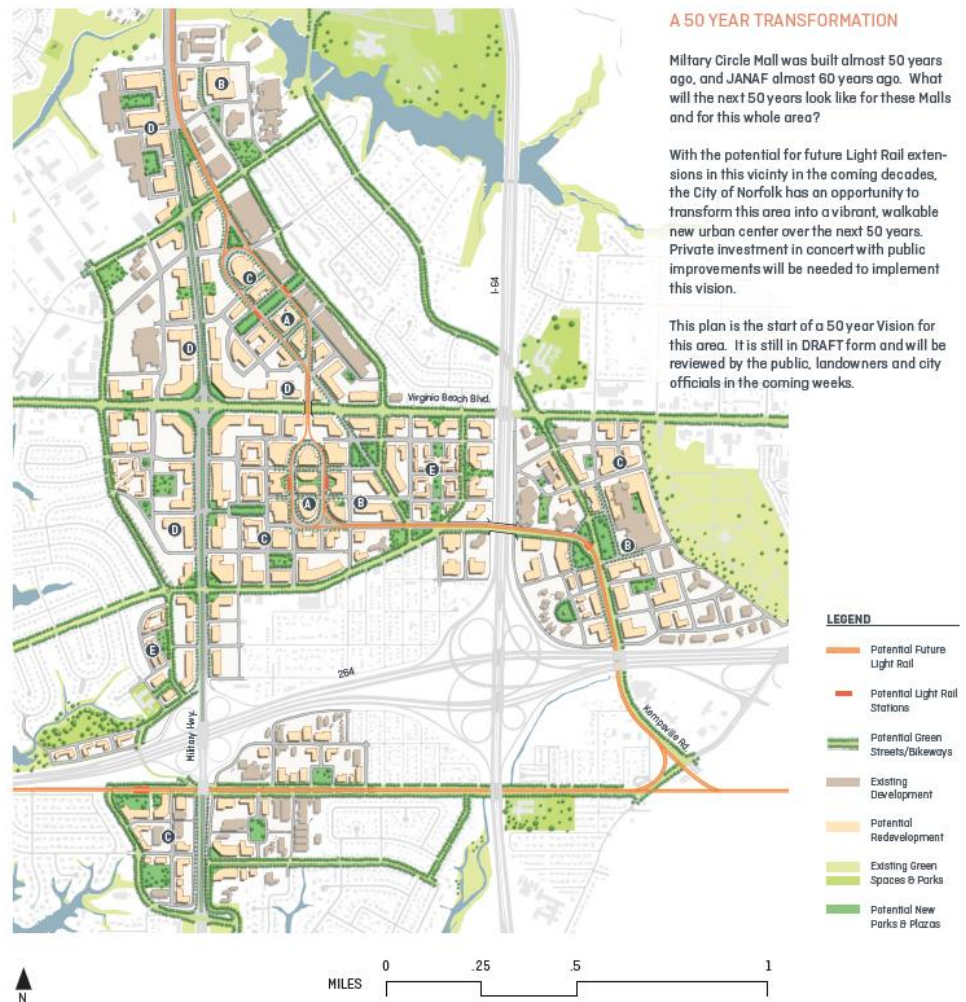 A 50 YEAR TRANSFORMATION
Miltary Circle Mall was built almost 50 years
ago, and JANAF almost 60 years ago. What
will the next 50 years look like for these Malls
and for this whole area?
With the potential for future Light Rail exten-
sions in this vicinty in the coming decades,
the City of Norfolk has an opportunity to
transform this area into a vibrant, walkable
new urban center over the next 50 years.
Private investment in concert with public
improvements will be needed to implement
this vision.
This plan is the start of a 50 year Vision for
this area. It is still in DRAFT form and will be
reviewed by the public, landowners and city
officials in the coming weeks.
B
D
I-64
C
A
D
D
Virginia Beach Blvd.
E
C
A
B
D
C
B
E
264
Military Hwy.
Kempsville Rd.
C
LEGEND
Potential Future
Light Rail
Potential Light Rail
Stations
Potential Green
Streets/Bikeways
Existing
Development
Potential
Redevelopment
Existing Green
Spaces & Parks
Potential New
Parks & Plazas
N
MILES
0 .25 .5 1